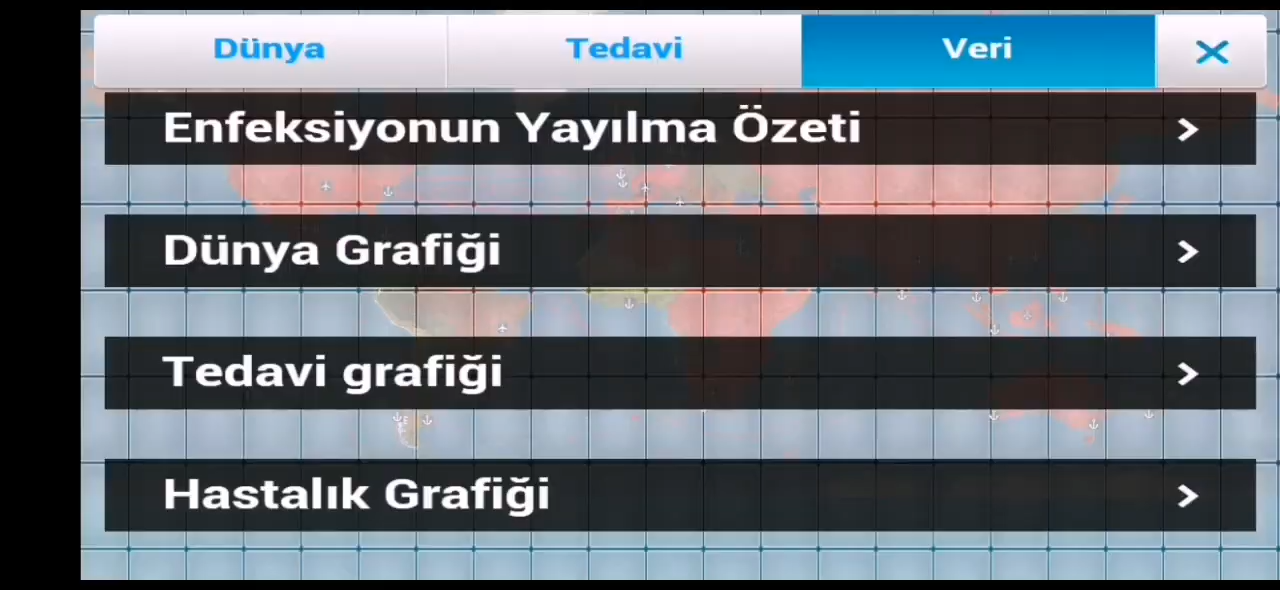 Dünya
Tedavi
Veri
Enfeksiyonun Yayılma Özeti
Dünya Grafiği
Tedavi grafiği
Hastalık Grafiği